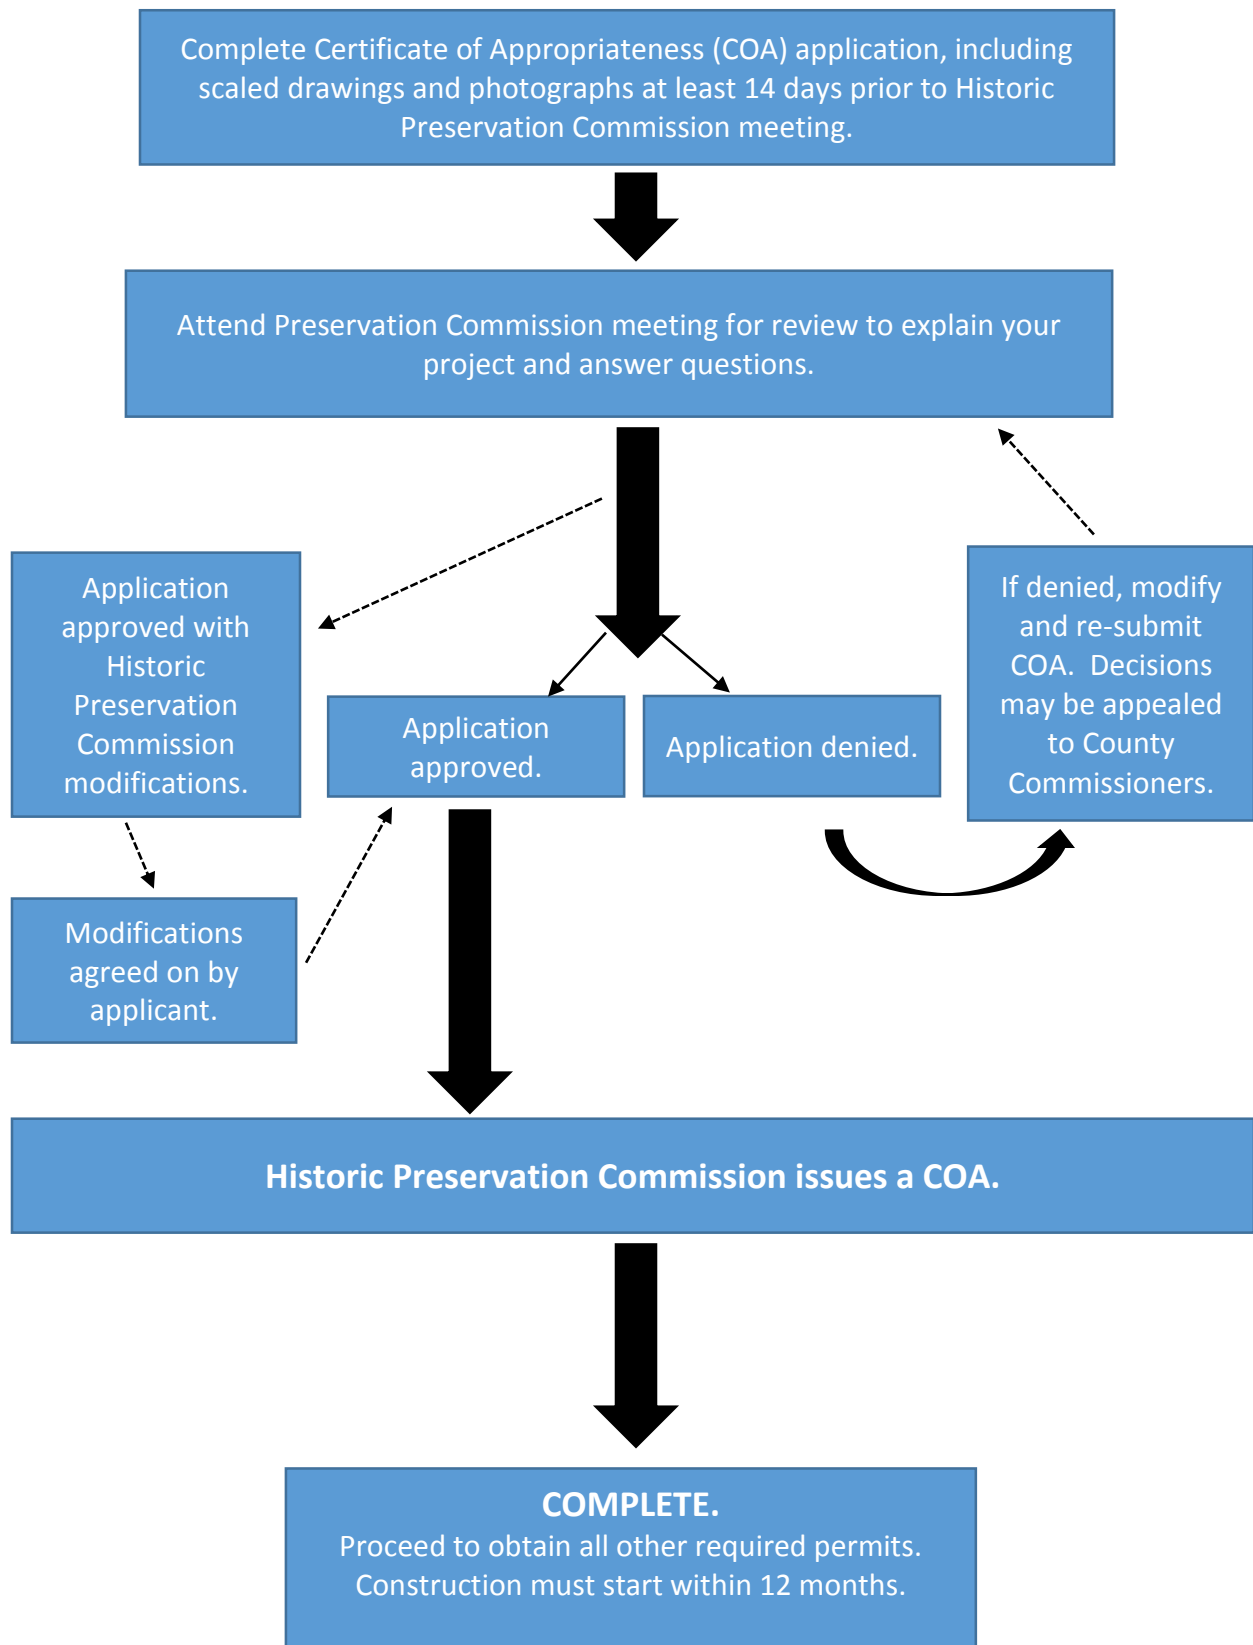 Complete Certificate of Appropriateness (COA) application, including
scaled drawings and photographs at least 14 days prior to Historic
Preservation Commission meeting.
Attend Preservation Commission meeting for review to explain your
project and answer questions.
Application
approved with
Historic
Preservation
Commission
modifications.
Application
approved.
Application denied.
If denied, modify
and re-submit
COA.  Decisions
may be appealed
to County
Commissioners.
Modifications
agreed on by
applicant.
Historic Preservation Commission issues a COA.
COMPLETE.
Proceed to obtain all other required permits.
Construction must start within 12 months.